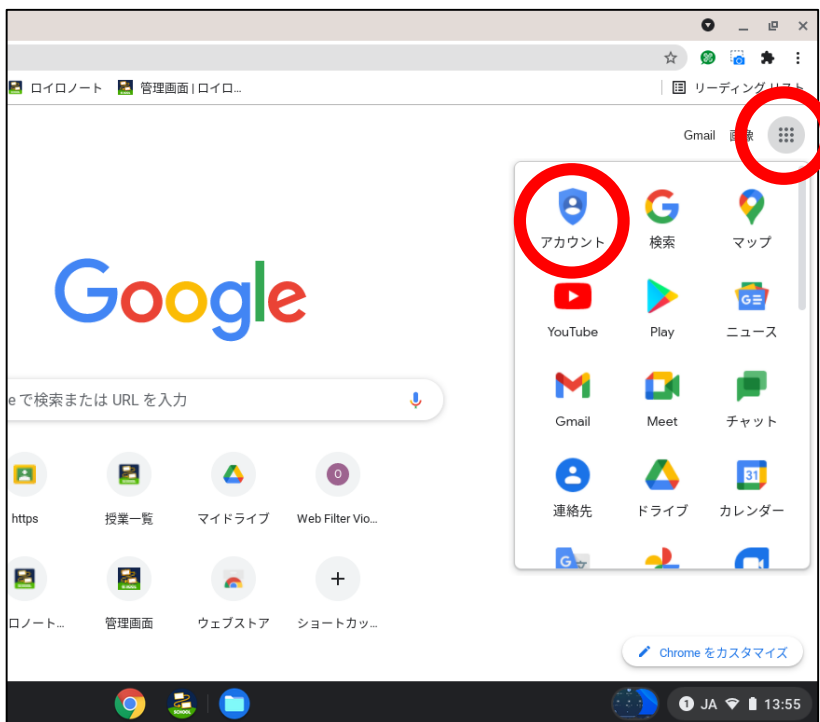 ロイロノート 管理画面 | ロイロ...
リーディング リスト
Gmail 画像
アカウント 検索 マップ
Google
YouTube Play ニュース
e で検索または URL を入力
Gmail Meet チャット
31
連絡先 ドライブ カレンダー
O
https 授業一覧 マイドライブ Web Filter Vio...
G
ロノート... 管理画面 ウェブストア ショートカッ...
Chrome をカスタマイズ
1 JA 13:55